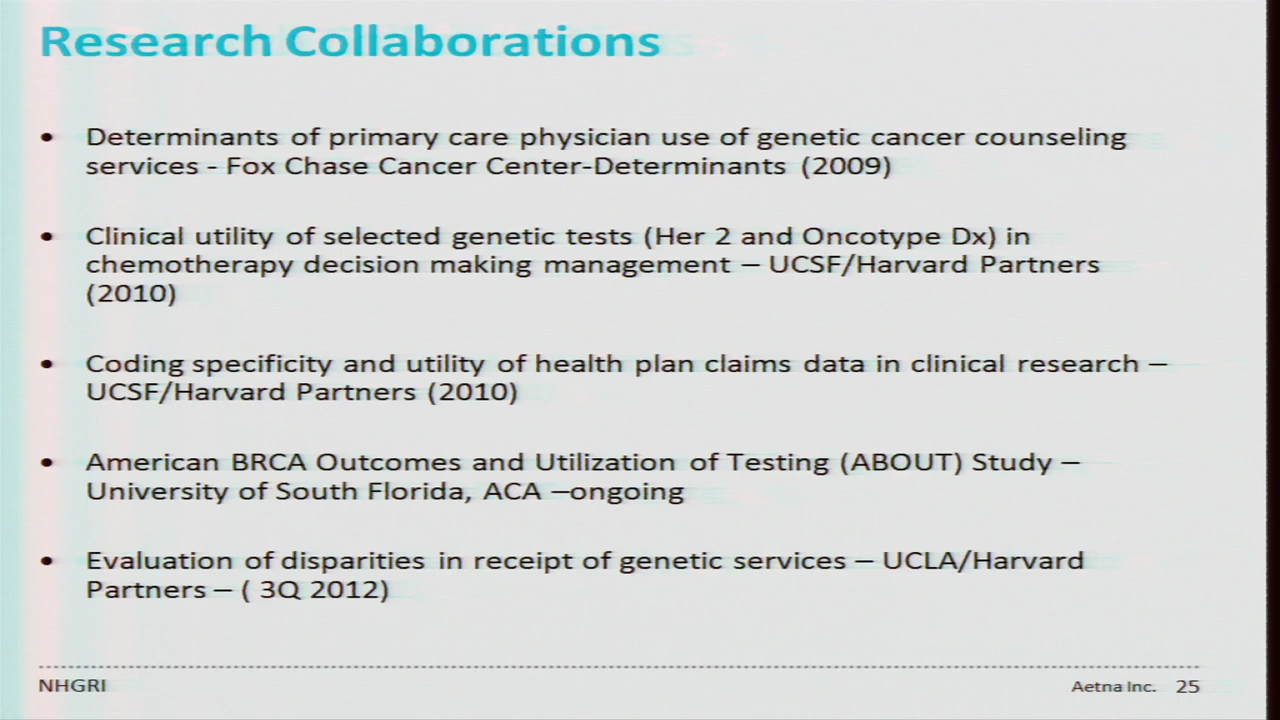 Research Collaborations
• Determinants of primary care physician use of genetic cancer counseling
services - Fox Chase Cancer Center-Determinants (2009)
• Clinical utility of selected genetic tests (Her 2 and Oncotype Dx) in
chemotherapy decision making management – UCSF/Harvard Partners
(2010)
• Coding specificity and utility of health plan claims data in clinical research –
UCSF/Harvard Partners (2010)
• American BRCA Outcomes and Utilization of Testing (ABOUT) Study –
University of South Florida, ACA –ongoing
• Evaluation of disparities in receipt of genetic services – UCLA/Harvard
Partners – ( 3Q 2012)
NHGRI
Aetna Inc. 25